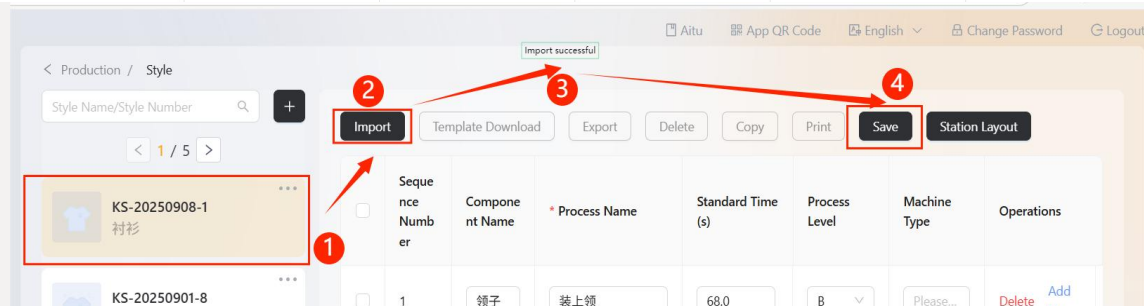 Aitu
App QR Code
English
Change Password
Logout
Import successful
< Production / Style
Style Name/Style Number
+
2
3
4
Import
Template Download
Export
Delete
Copy
Print
Save
Station Layout
< 1 / 5 >
KS-20250908-1
衬衫
1
Seque
nce
Numb
er
Compone
nt Name
* Process Name
Standard Time
(s)
Process
Level
Machine
Type
Operations
KS-20250901-8
1
领子
装上领
68.0
B
Please...
Delete
Add